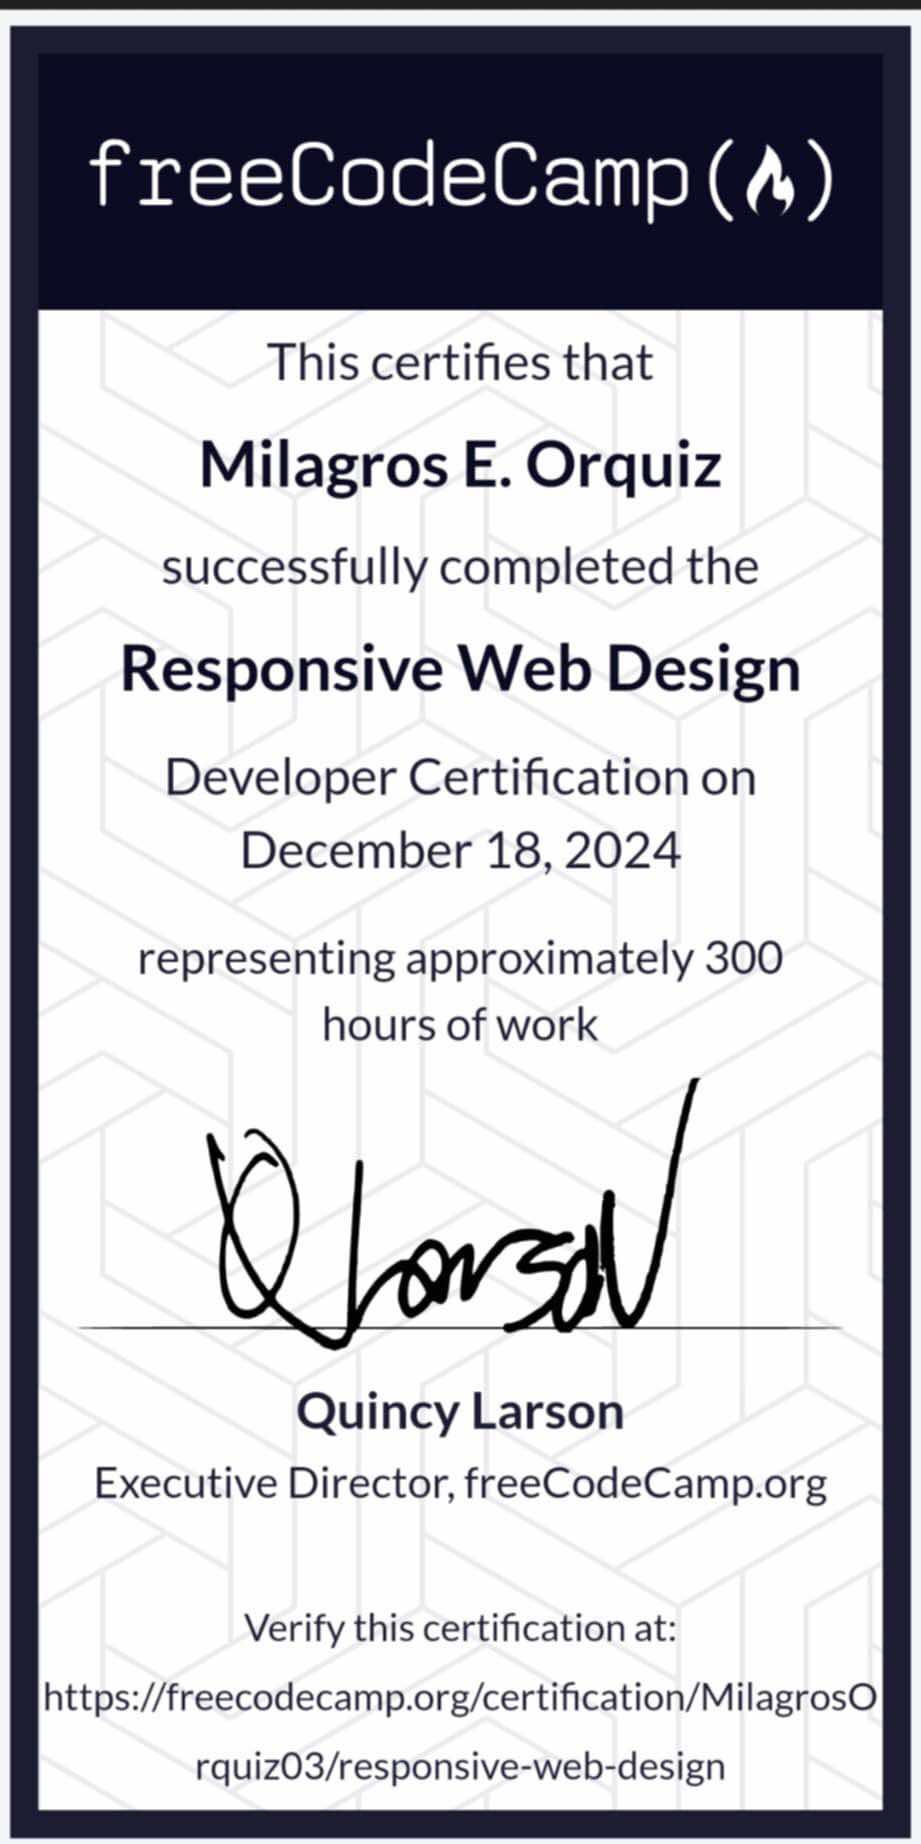 freeCodeCamp(🔥)
This certifies that
Milagros E. Orquiz
successfully completed the
Responsive Web Design
Developer Certification on
December 18, 2024
representing approximately 300
hours of work
QLarson
Quincy Larson
Executive Director, freeCodeCamp.org
Verify this certification at:
https://freecodecamp.org/certification/MilagrosO
rquiz03/responsive-web-design